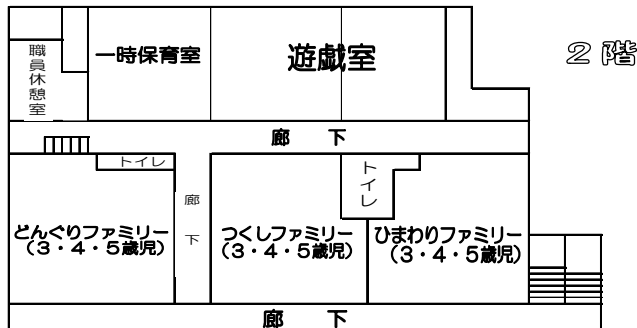 ２階
職員休憩室
一時保育室
遊戯室
廊　下
トイレ
トイレ
廊下
どんぐりファミリー
（３・４・５歳児）
つくしファミリー
（３・４・５歳児）
ひまわりファミリー
（３・４・５歳児）
廊　下